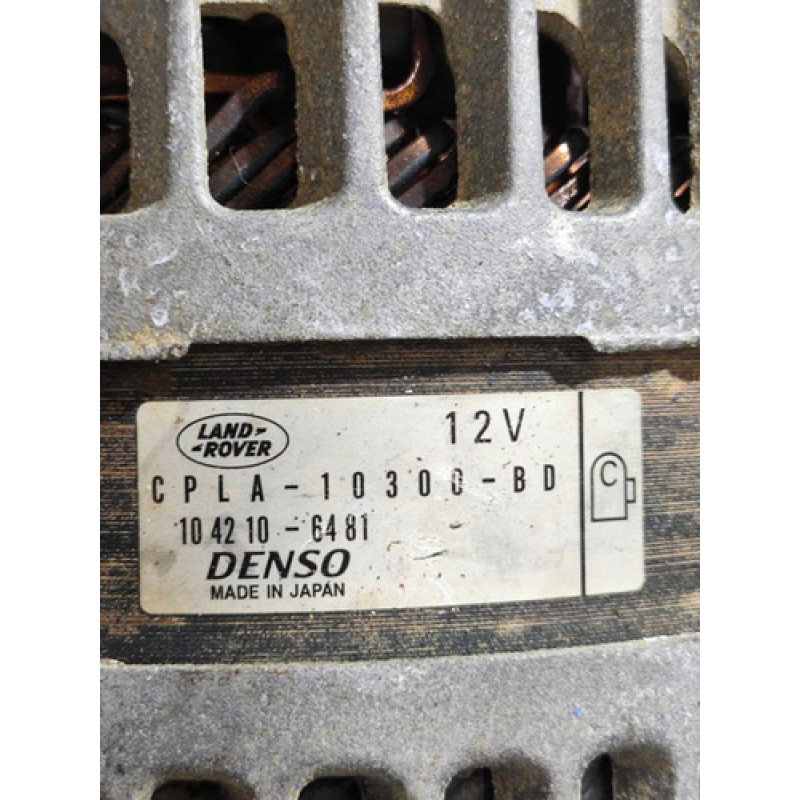 LAND
ROVER
12V
CPLA-10300-BD
C
104210-6481
DENSO
MADE IN JAPAN